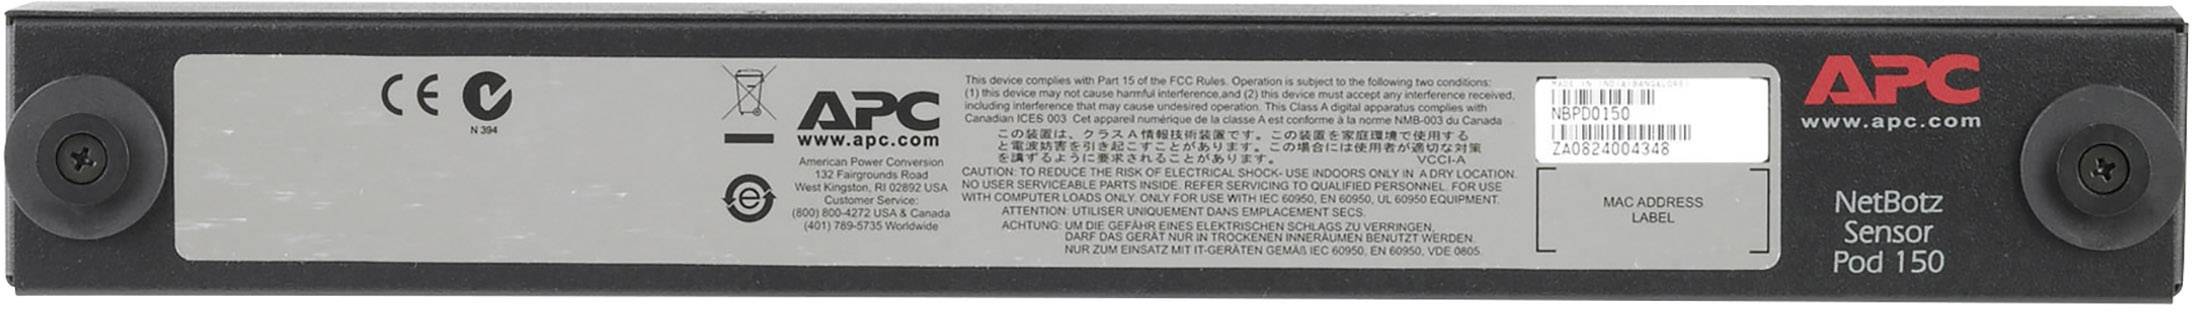 CE
N 394
APC
www.apc.com
American Power Conversion
132 Fairgrounds Road
West Kingston, RI 02892 USA
Customer Service:
(800) 800-4272 USA & Canada
(401) 789-5735 Worldwide
This device complies with Part 15 of the FCC Rules. Operation is subject to the following two conditions:
(1) this device may not cause harmful interference,and (2) this device must accept any interference received,
including interference that may cause undesired operation. This Class A digital apparatus complies with
Canadian ICES 003 Cet appareil numérique de la classe A est conforme à la norme NMB-003 du Canada
この装置は、クラスA情報技術装置です。この装置を家庭環境で使用する
と電波妨害を引き起こすことがあります。この場合には使用者が適切な対策
を講ずるように要求されることがあります。 VCCI-A
CAUTION: TO REDUCE THE RISK OF ELECTRICAL SHOCK- USE INDOORS ONLY IN A DRY LOCATION.
NO USER SERVICEABLE PARTS INSIDE. REFER SERVICING TO QUALIFIED PERSONNEL. FOR USE
WITH COMPUTER LOADS ONLY. ONLY FOR USE WITH IEC 60950, EN 60950, UL 60950 EQUIPMENT.
ATTENTION: UTILISER UNIQUEMENT DANS EMPLACEMENT SECS.
ACHTUNG: UM DIE GEFÄHR EINES ELEKTRISCHEN SCHLAGS ZU VERRINGEN,
DARF DAS GERÄT NUR IN TROCKENEN INNERÄUMEN BENUTZT WERDEN.
NUR ZUM EINSATZ MIT IT-GERÄTEN GEMÄß IEC 60950, EN 60950, VDE 0805.
MADE IN INDIA(BANGALORE)
NBPD0150
ZA0824004348
MAC ADDRESS
LABEL
APC
www.apc.com
NetBotz
Sensor
Pod 150